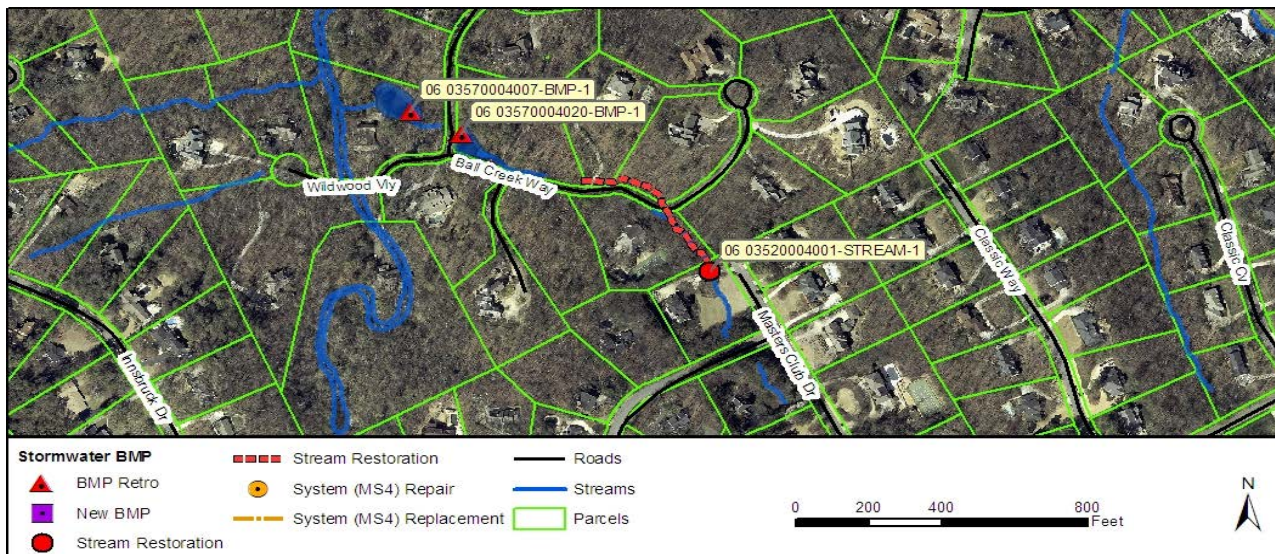 06 03570004007-BMP-1
06 03570004020-BMP-1
Wildwood Vly
Ball Creek Way
06 03520004001-STREAM-1
Classic Way
Classic CV
Masters Club Dr
Innsbruck Dr
Stormwater BMP
BMP Retro
New BMP
Stream Restoration
Stream Restoration
System (MS4) Repair
System (MS4) Replacement
Roads
Streams
Parcels
0 200 400 800
Feet
N